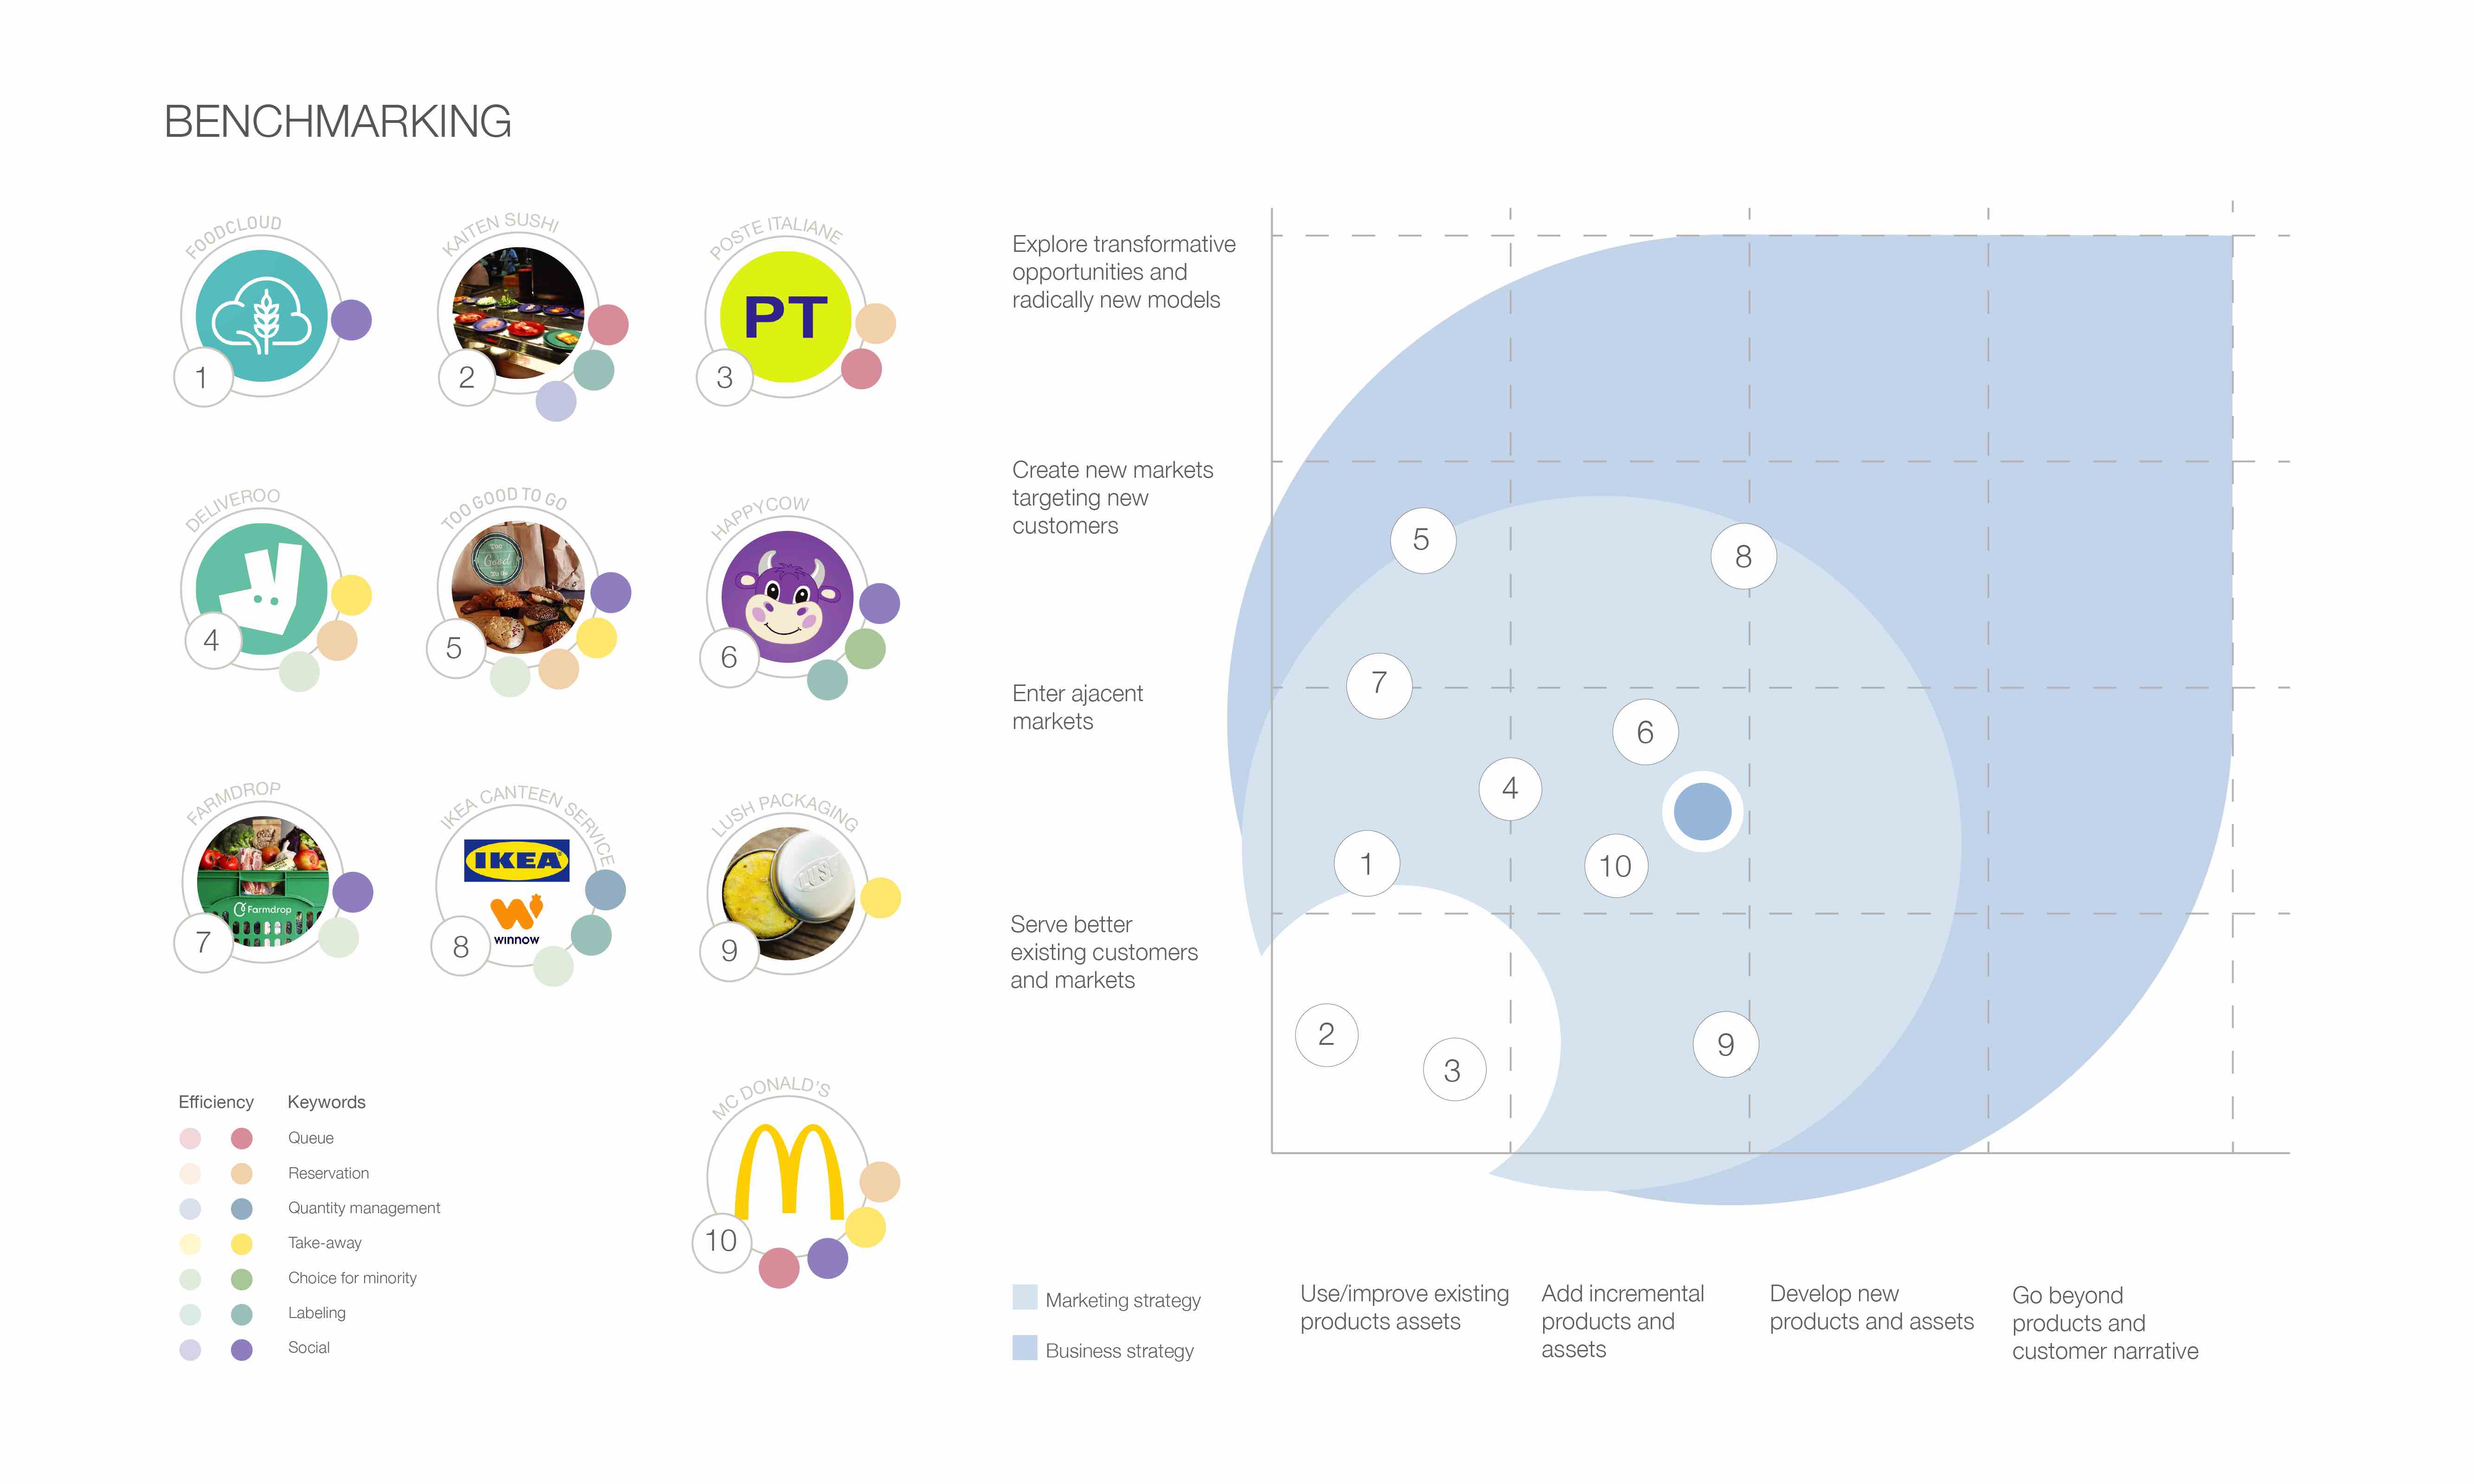 BENCHMARKING
FOODCLOUD
1
KAITEN SUSHI
2
POSTE ITALIANE
PT
3
DELIVEROO
4
TOO GOOD TO GO
TOO
Good
5
HAPPYCOW
6
FARMDROP
Farmdrop
7
IKEA CANTEEN SERVICE
IKEA
winnow
8
LUSH PACKAGING
LUSH
9
MC DONALD'S
10
Efficiency Keywords
Queue
Reservation
Quantity management
Take-away
Choice for minority
Labeling
Social
Explore transformative
opportunities and
radically new models
Create new markets
targeting new
customers
Enter ajacent
markets
Serve better
existing customers
and markets
5
8
7
6
4
1
10
2
9
3
Marketing strategy
Business strategy
Use/improve existing
products assets
Add incremental
products and
assets
Develop new
products and assets
Go beyond
products and
customer narrative